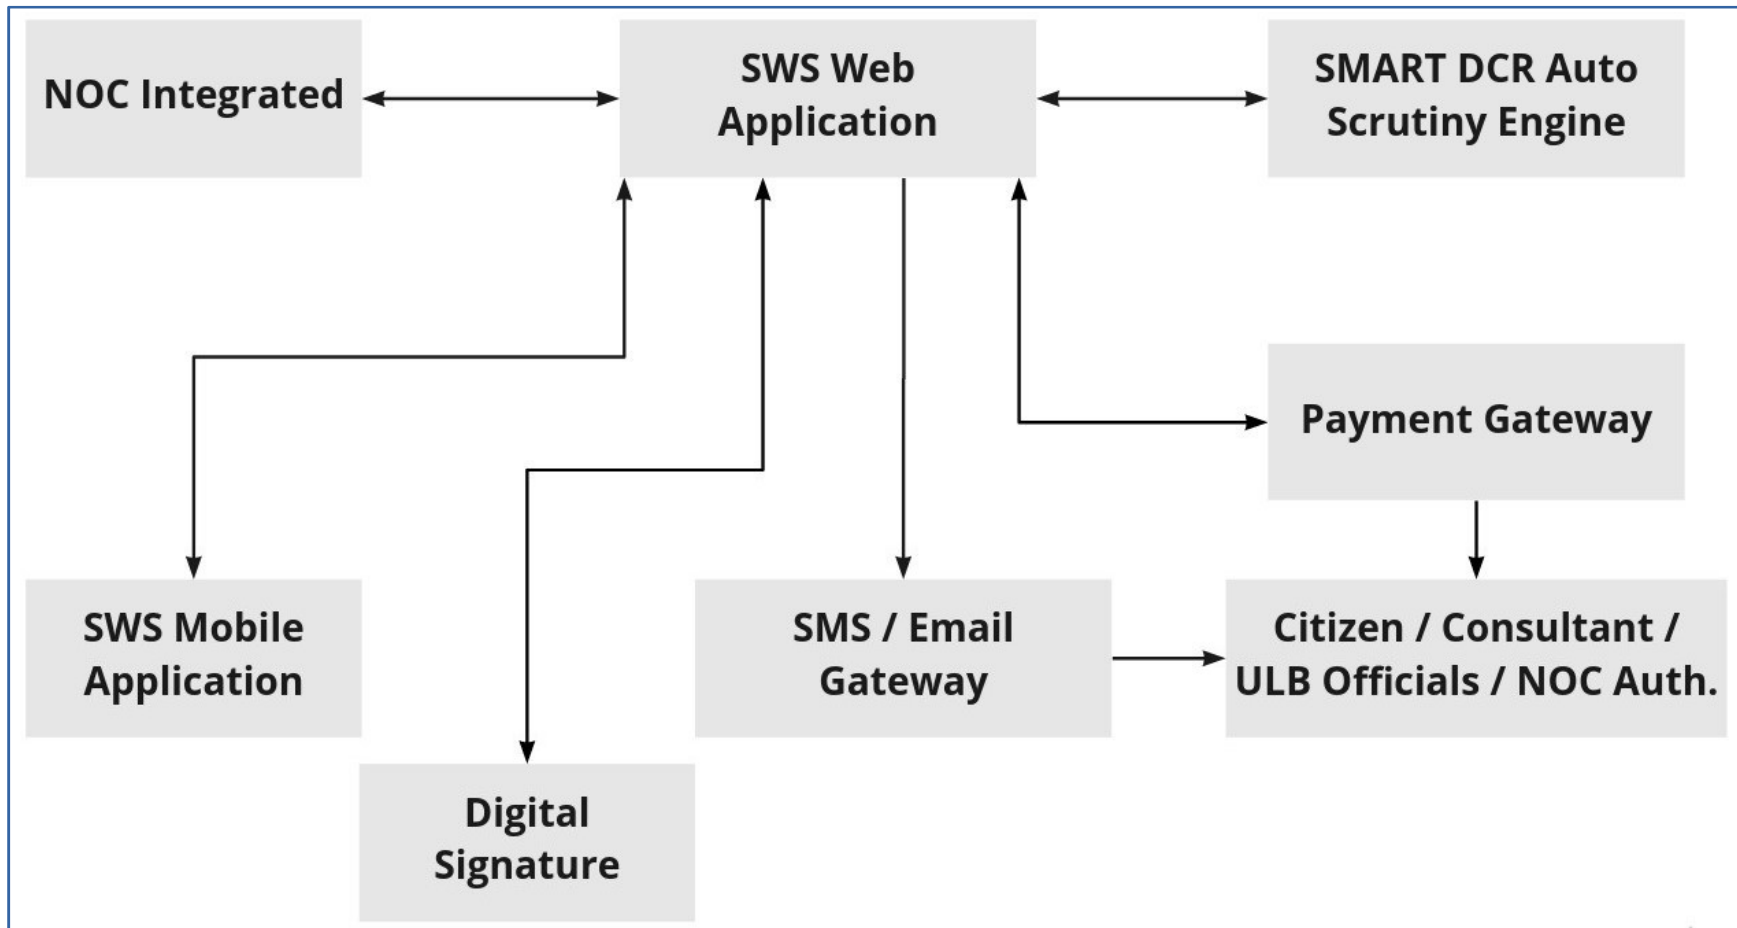 NOC Integrated
SWS Web
Application
SMART DCR Auto
Scrutiny Engine
Payment Gateway
SWS Mobile
Application
SMS / Email
Gateway
Citizen / Consultant /
ULB Officials / NOC Auth.
Digital
Signature